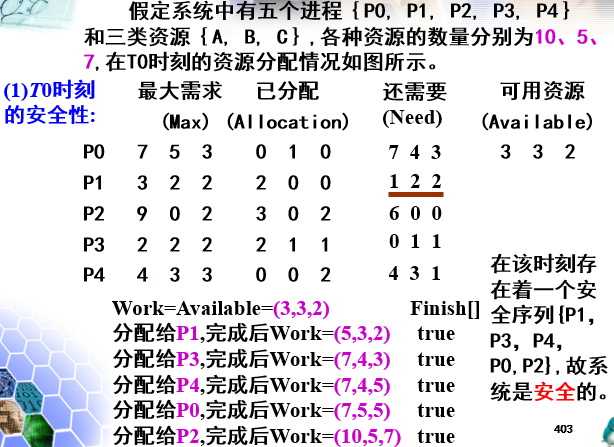 假定系统中有五个进程{P0, P1, P2, P3, P4}
和三类资源{A, B, C},各种资源的数量分别为10、5、
7,在T0时刻的资源分配情况如图所示。
(1)T0时刻 最大需求 已分配 还需要 可用资源
的安全性: (Max) (Allocation) (Need) (Available)
P0 7 5 3 0 1 0 7 4 3 3 3 2
P1 3 2 2 2 0 0 1 2 2
P2 9 0 2 3 0 2 6 0 0
P3 2 2 2 2 1 1 0 1 1
P4 4 3 3 0 0 2 4 3 1
Work=Available=(3,3,2) Finish[]
分配给P1,完成后Work=(5,3,2) true
分配给P3,完成后Work=(7,4,3) true
分配给P4,完成后Work=(7,4,5) true
分配给P0,完成后Work=(7,5,5) true
分配给P2,完成后Work=(10,5,7) true
在该时刻存
在着一个安
全序列{P1,
P3, P4,
P0,P2},故系
统是安全的。
403